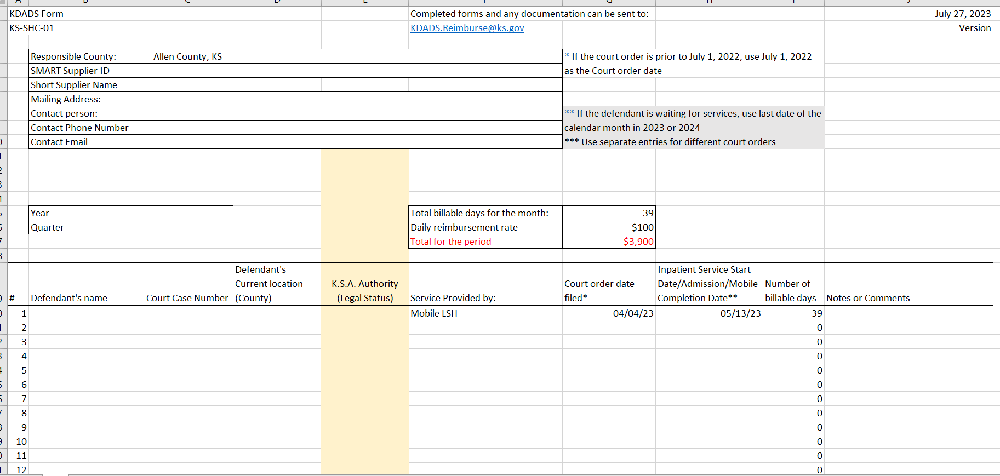 KDADS Form
Completed forms and any documentation can be sent to:
July 27, 2023
KS-SHC-01
KDADS.Reimburse@ks.gov
Version
Responsible County:
Allen County, KS
* If the court order is prior to July 1, 2022, use July 1, 2022
SMART Supplier ID
as the Court order date
Short Supplier Name
Mailing Address:
Contact person:
** If the defendant is waiting for services, use last date of the
Contact Phone Number
calendar month in 2023 or 2024
Contact Email
*** Use separate entries for different court orders
Year
Total billable days for the month: 39
Quarter
Daily reimbursement rate $100
Total for the period $3,900
#
Defendant's name
Court Case Number
Defendant's
Current location
(County)
K.S.A. Authority
(Legal Status)
Service Provided by:
Court order date
filed*
Inpatient Service Start
Date/Admission/Mobile
Completion Date**
Number of
billable days
Notes or Comments
1 Mobile LSH 04/04/23 05/13/23 39
2 0
3 0
4 0
5 0
6 0
7 0
8 0
9 0
10 0
11 0
12 0